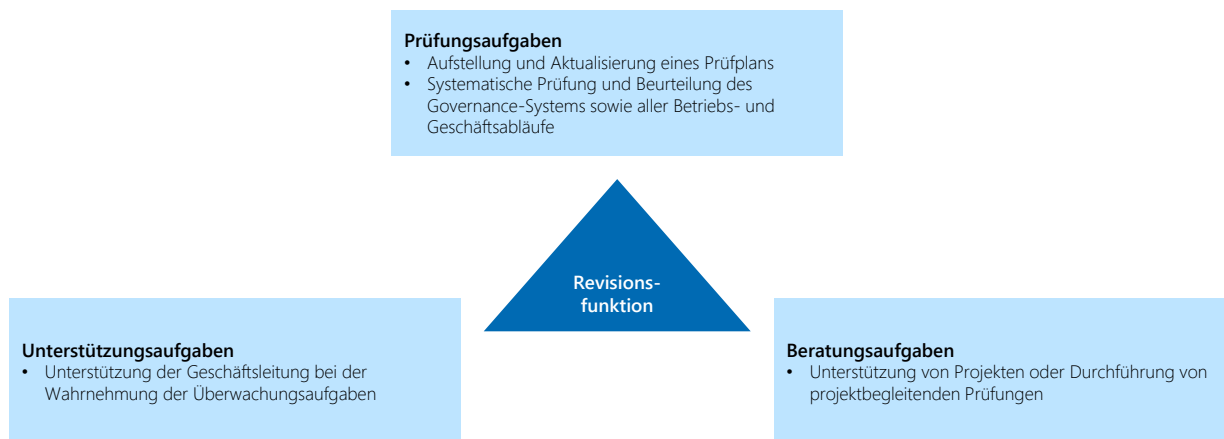 Prüfungsaufgaben
• Aufstellung und Aktualisierung eines Prüfplans
• Systematische Prüfung und Beurteilung des
Governance-Systems sowie aller Betriebs- und
Geschäftsabläufe
Revisions-
funktion
Unterstützungsaufgaben
• Unterstützung der Geschäftsleitung bei der
Wahrnehmung der Überwachungsaufgaben
Beratungsaufgaben
• Unterstützung von Projekten oder Durchführung von
projektbegleitenden Prüfungen